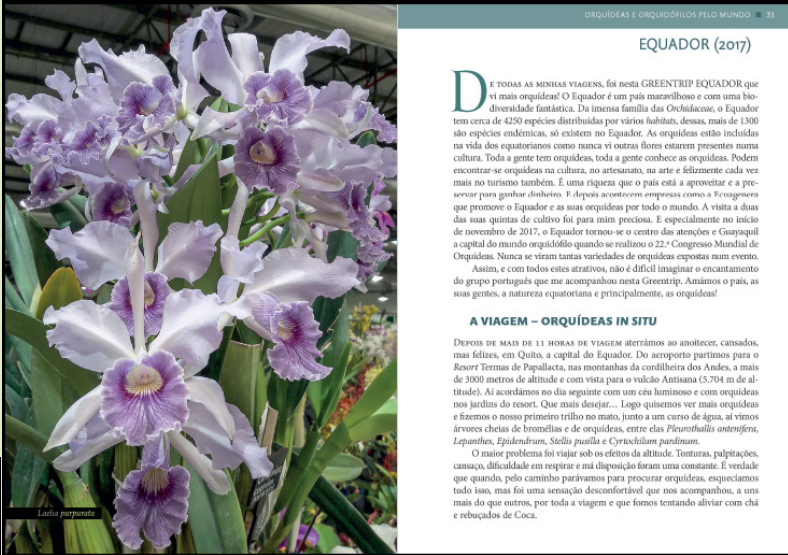 Laelia purpurata
ORQUÍDEAS E ORQUIDÓFILOS PELO MUNDO ■ 31
EQUADOR (2017)
DE TODAS AS MINHAS VIAGENS, foi nesta GREENTRIP EQUADOR que
vi mais orquídeas! O Equador é um país maravilhoso e com uma bio-
diversidade fantástica. Da imensa família das Orchidaceae, o Equador
tem cerca de 4250 espécies distribuídas por vários habitats, dessas, mais de 1300
são espécies endémicas, só existem no Equador. As orquídeas estão incluídas
na vida dos equatorianos como nunca vi outras flores estarem presentes numa
cultura. Toda a gente tem orquídeas, toda a gente conhece as orquídeas. Podem
encontrar-se orquídeas na cultura, no artesanato, na arte e felizmente cada vez
mais no turismo também. É uma riqueza que o país está a aproveitar e a pre-
servar para ganhar dinheiro. E depois acontecem empresas como a Ecuagenera
que promove o Equador e as suas orquídeas por todo o mundo. A visita a duas
das suas quintas de cultivo foi para mim preciosa. E especialmente no início
de novembro de 2017, o Equador tornou-se o centro das atenções e Guayaquil
a capital do mundo orquidófilo quando se realizou o 22.º Congresso Mundial de
Orquídeas. Nunca se viram tantas variedades de orquídeas expostas num evento.
Assim, e com todos estes atrativos, não é difícil imaginar o encantamento
do grupo português que me acompanhou nesta Greentrip. Amámos o país, as
suas gentes, a natureza equatoriana e principalmente, as orquídeas!
A VIAGEM – ORQUÍDEAS IN SITU
DEPOIS DE MAIS DE 11 HORAS DE VIAGEM aterrámos ao anoitecer, cansados,
mas felizes, em Quito, a capital do Equador. Do aeroporto partimos para o
Resort Termas de Papallacta, nas montanhas da cordilheira dos Andes, a mais
de 3000 metros de altitude e com vista para o vulcão Antisana (5.704 m de al-
titude). Aí acordámos no dia seguinte com um céu luminoso e com orquídeas
nos jardins do resort. Que mais desejar… Logo quisemos ver mais orquídeas
e fizemos o nosso primeiro trilho no mato, junto a um curso de água, aí vimos
árvores cheias de bromélias e de orquídeas, entre elas Pleurothallis antenifera,
Lepanthes, Epidendrum, Stellis pusilla e Cyrtochilum pardinum.
O maior problema foi viajar sob os efeitos da altitude. Tonturas, palpitações,
cansaço, dificuldade em respirar e má disposição foram uma constante. É verdade
que quando, pelo caminho parávamos para procurar orquídeas, esquecíamos
tudo isso, mas foi uma sensação desconfortável que nos acompanhou, a uns
mais do que outros, por toda a viagem e que fomos tentando aliviar com chá
e rebuçados de Coca.